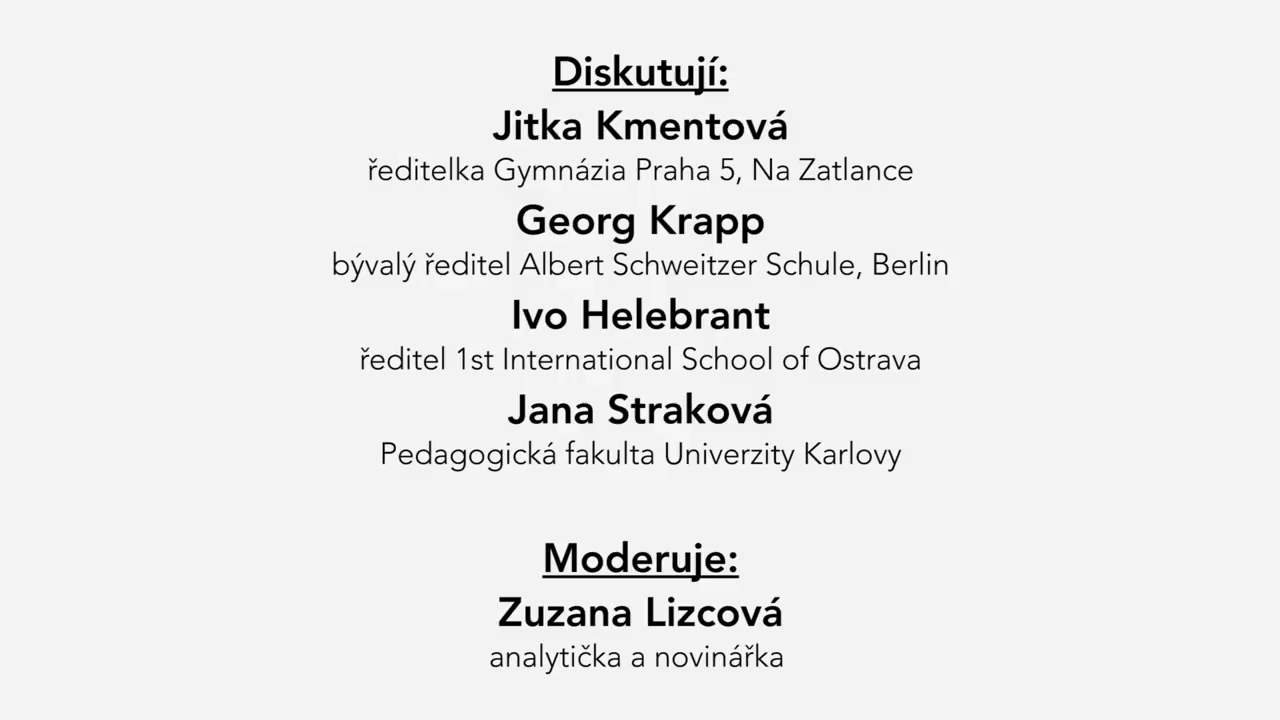 Diskutují:
Jitka Kmentová
ředitelka Gymnázia Praha 5, Na Zatlance
Georg Krapp
bývalý ředitel Albert Schweitzer Schule, Berlin
Ivo Helebrant
ředitel 1st International School of Ostrava
Jana Straková
Pedagogická fakulta Univerzity Karlovy
Moderuje:
Zuzana Lizcová
analytička a novinářka